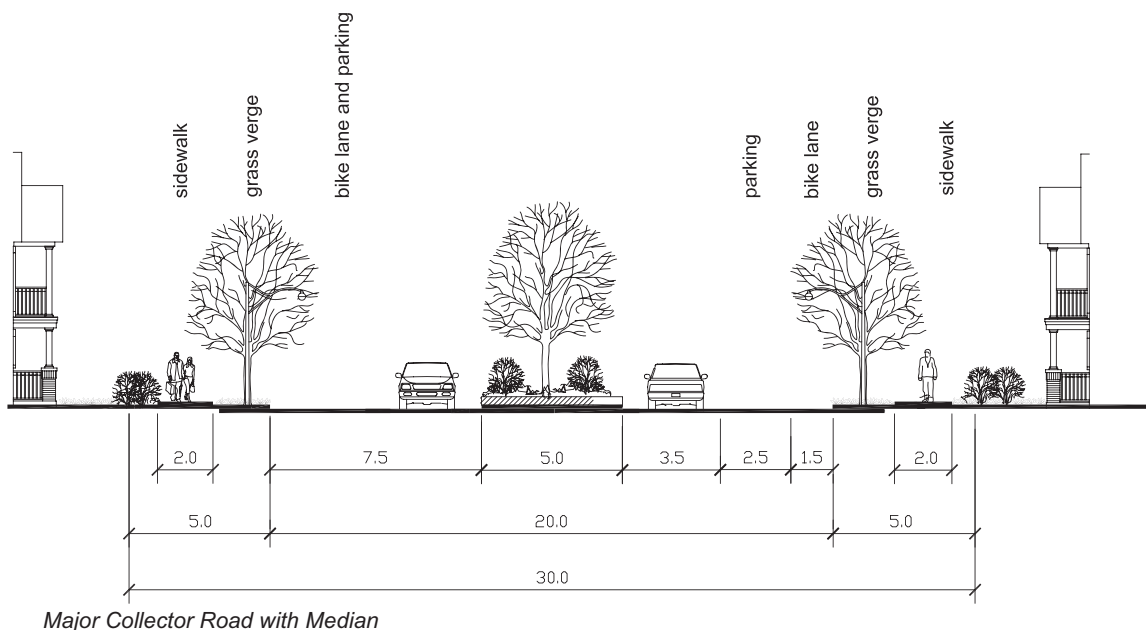 sidewalk
grass verge
bike lane and parking
parking
bike lane
grass verge
sidewalk
2.0
7.5
5.0
3.5
2.5
1.5
2.0
5.0
20.0
5.0
30.0
Major Collector Road with Median